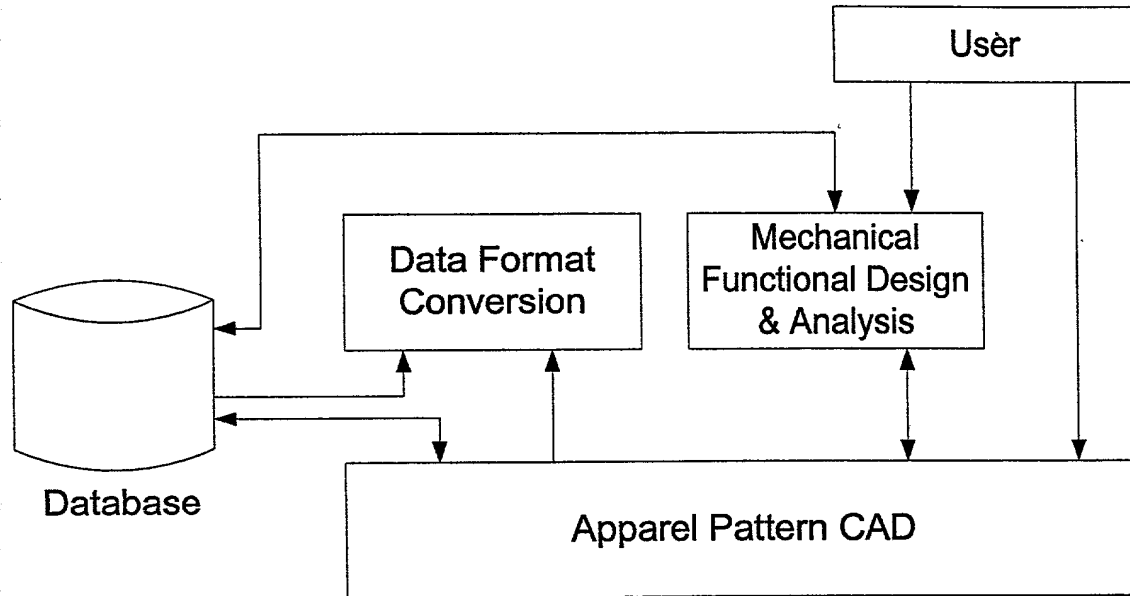 User
Data Format
Conversion
Mechanical
Functional Design
& Analysis
Database
Apparel Pattern CAD